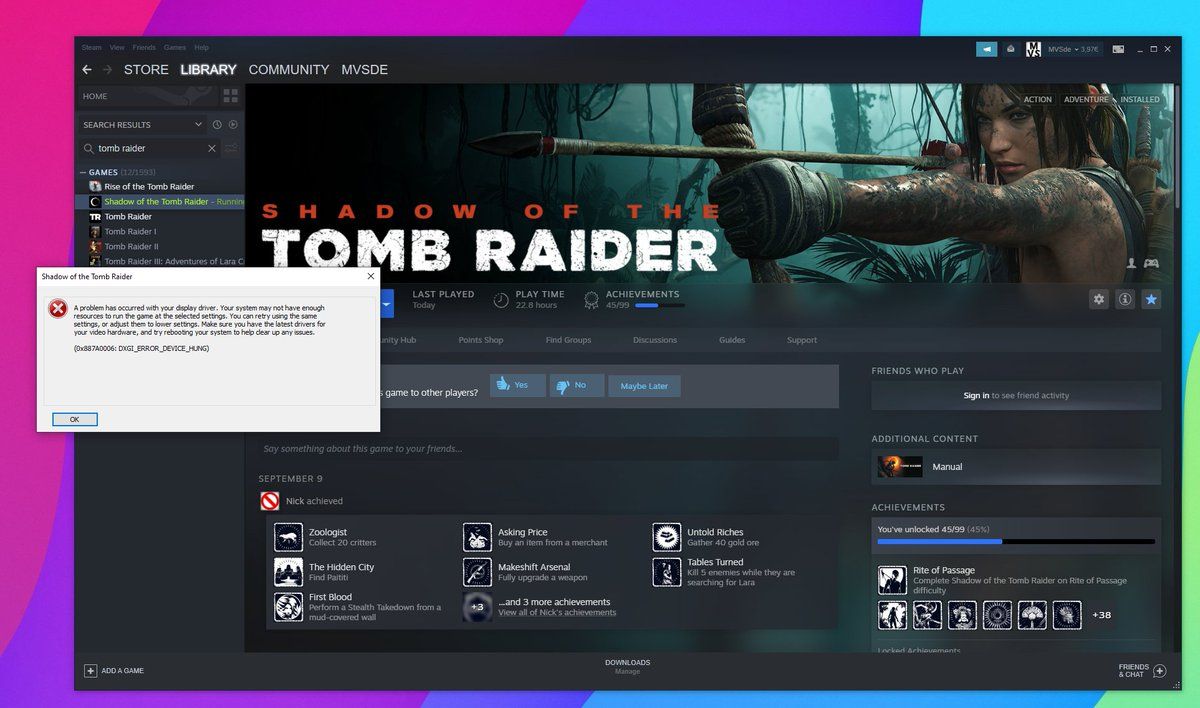 Steam View Friends Games Help
MVSde 3,97€
STORE LIBRARY COMMUNITY MVSDE
HOME
SEARCH RESULTS
tomb raider
GAMES (12/1593)
Rise of the Tomb Raider
Shadow of the Tomb Raider - Runnin
Tomb Raider
Tomb Raider I
Tomb Raider II
Tomb Raider III: Adventures of Lara C
ACTION ADVENTURE INSTALLED
SHADOW OF THE
TOMB RAIDER™
Shadow of the Tomb Raider
A problem has occurred with your display driver. Your system may not have enough
resources to run the game at the selected settings. You can retry using the same
settings, or adjust them to lower settings. Make sure you have the latest drivers for
your video hardware, and try rebooting your system to help clear up any issues.
(0x887A0006: DXGI_ERROR_DEVICE_HUNG)
OK
LAST PLAYED
Today
PLAY TIME
22.8 hours
ACHIEVEMENTS
45/99
unity Hub Points Shop Find Groups Discussions Guides Support
s game to other players? Yes No Maybe Later
Say something about this game to your friends...
SEPTEMBER 9
Nick achieved
Zoologist
Collect 20 critters
Asking Price
Buy an item from a merchant
Untold Riches
Gather 40 gold ore
The Hidden City
Find Paititi
Makeshift Arsenal
Fully upgrade a weapon
Tables Turned
Kill 5 enemies while they are
searching for Lara
First Blood
Perform a Stealth Takedown from a
mud-covered wall
+3
...and 3 more achievements
View all of Nick's achievements
FRIENDS WHO PLAY
Sign in to see friend activity
ADDITIONAL CONTENT
Manual
ACHIEVEMENTS
You've unlocked 45/99 (45%)
Rite of Passage
Complete Shadow of the Tomb Raider on Rite of Passage
difficulty
+38
Locked Achievements
ADD A GAME
DOWNLOADS
Manage
FRIENDS
& CHAT